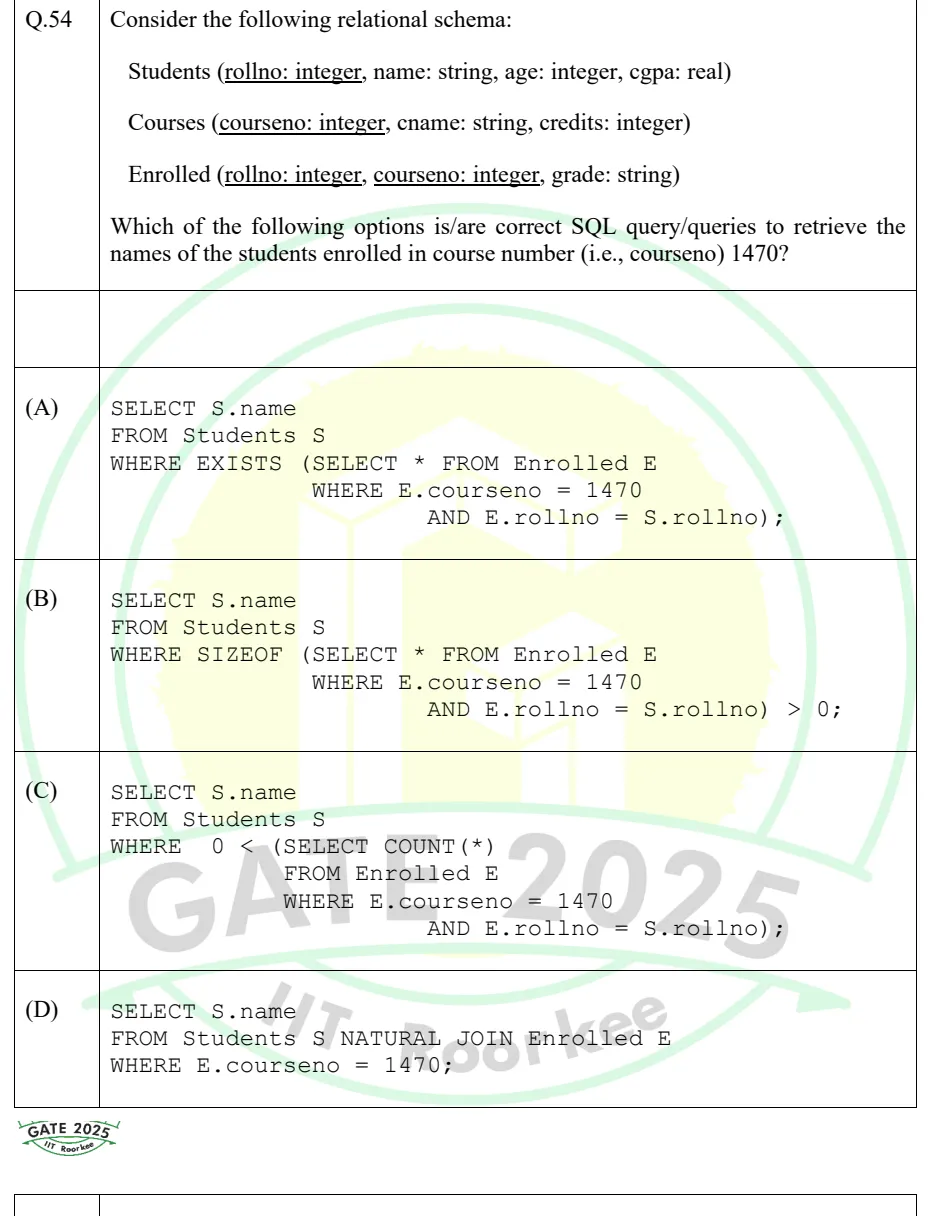 Q.54 Consider the following relational schema:
Students (rollno: integer, name: string, age: integer, cgpa: real)
Courses (courseno: integer, cname: string, credits: integer)
Enrolled (rollno: integer, courseno: integer, grade: string)
Which of the following options is/are correct SQL query/queries to retrieve the
names of the students enrolled in course number (i.e., courseno) 1470?
(A) SELECT S.name
FROM Students S
WHERE EXISTS (SELECT * FROM Enrolled E
WHERE E.courseno = 1470
AND E.rollno = S.rollno);
(B) SELECT S.name
FROM Students S
WHERE SIZEOF (SELECT * FROM Enrolled E
WHERE E.courseno = 1470
AND E.rollno = S.rollno) > 0;
(C) SELECT S.name
FROM Students S
WHERE  0 < (SELECT COUNT(*)
FROM Enrolled E
WHERE E.courseno = 1470
AND E.rollno = S.rollno);
GATE 2025
(D) SELECT S.name
FROM Students S NATURAL JOIN Enrolled E
WHERE E.courseno = 1470;
IIT Roorkee
GATE 2025
IIT Roorkee